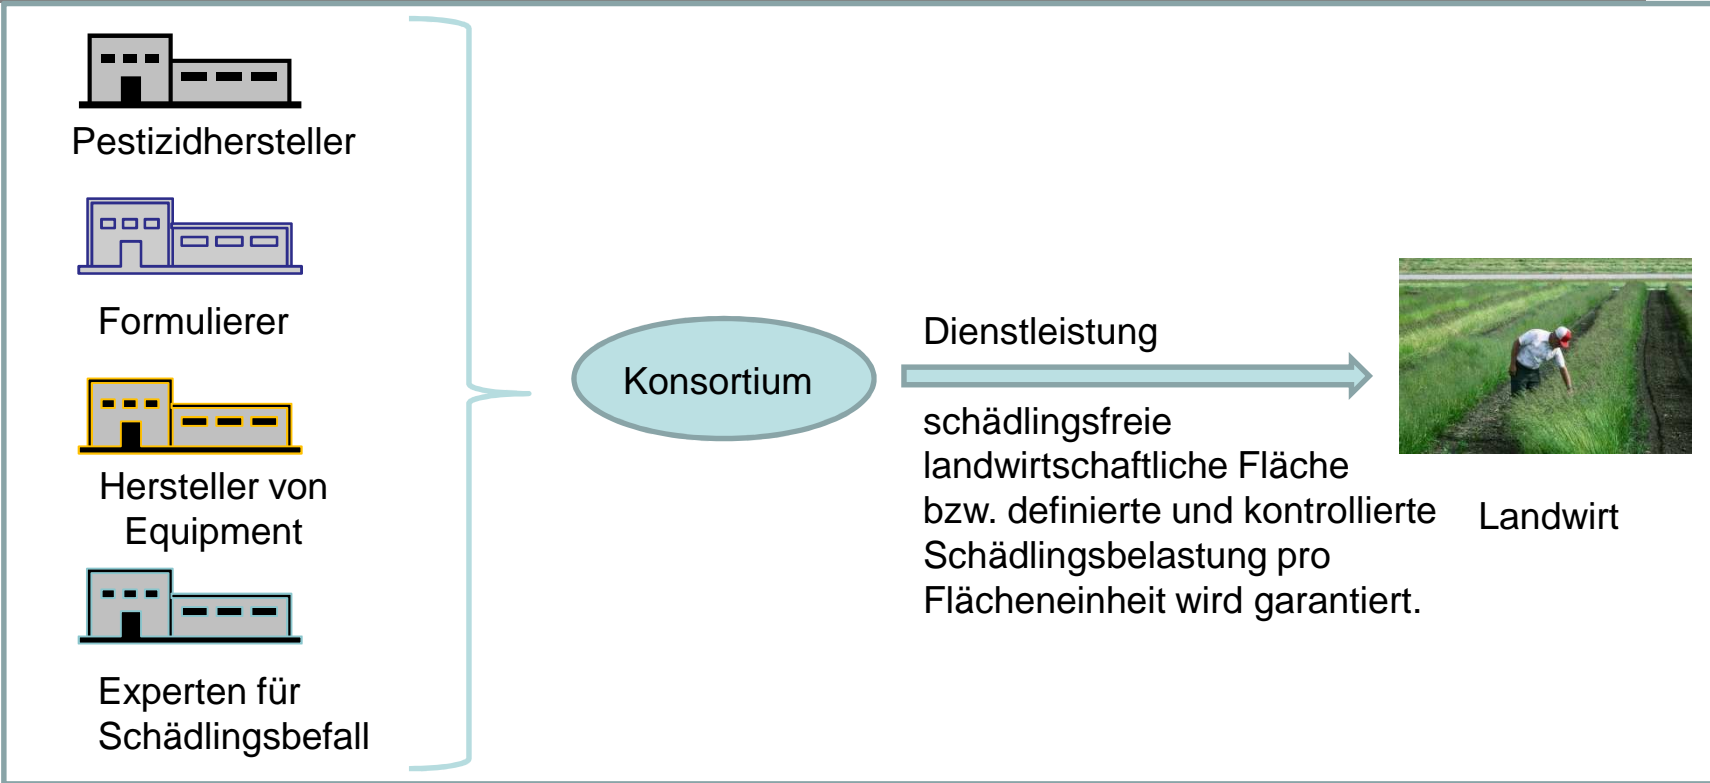 Pestizidhersteller
Formulierer
Hersteller von
Equipment
Experten für
Schädlingsbefall
Konsortium
Dienstleistung
schädlingsfreie
landwirtschaftliche Fläche
bzw. definierte und kontrollierte
Schädlingsbelastung pro
Flächeneinheit wird garantiert.
Landwirt